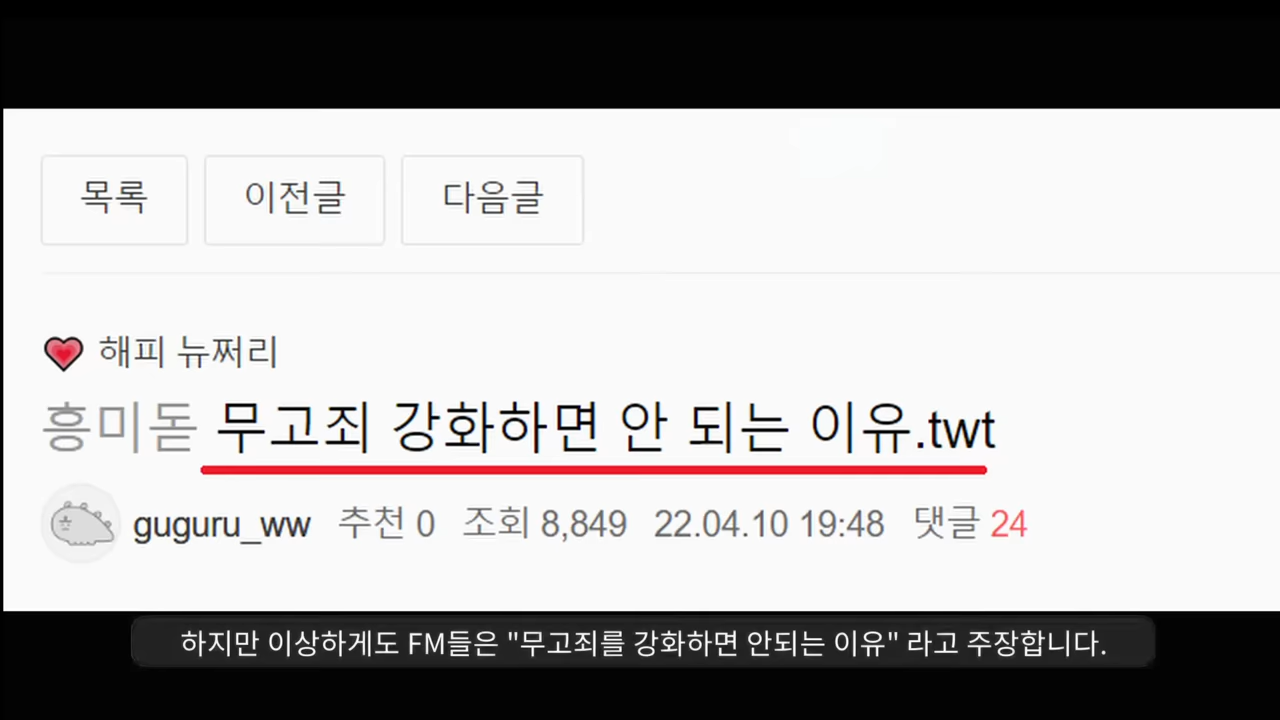 목록 이전글 다음글
해피 뉴쩌리
흥미돋 무고죄 강화하면 안 되는 이유.twt
guguru_ww 추천 0 조회 8,849 22.04.10 19:48 댓글 24
하지만 이상하게도 FM들은 "무고죄를 강화하면 안되는 이유" 라고 주장합니다.